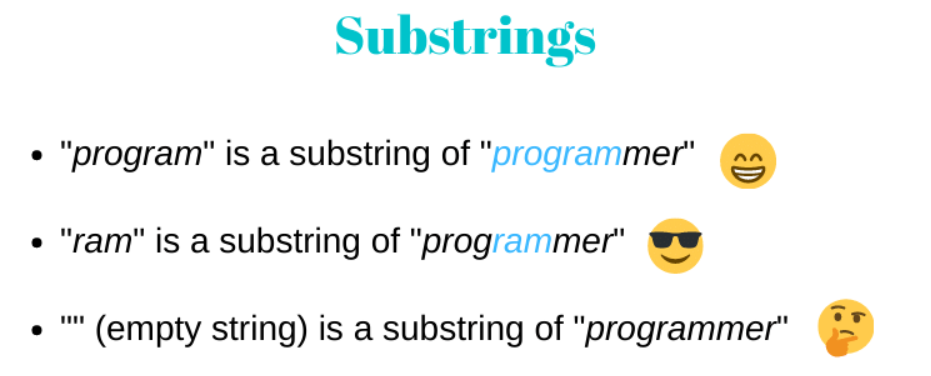 Substrings
• "program" is a substring of "programmer"
• "ram" is a substring of "programmer"
• "" (empty string) is a substring of "programmer"